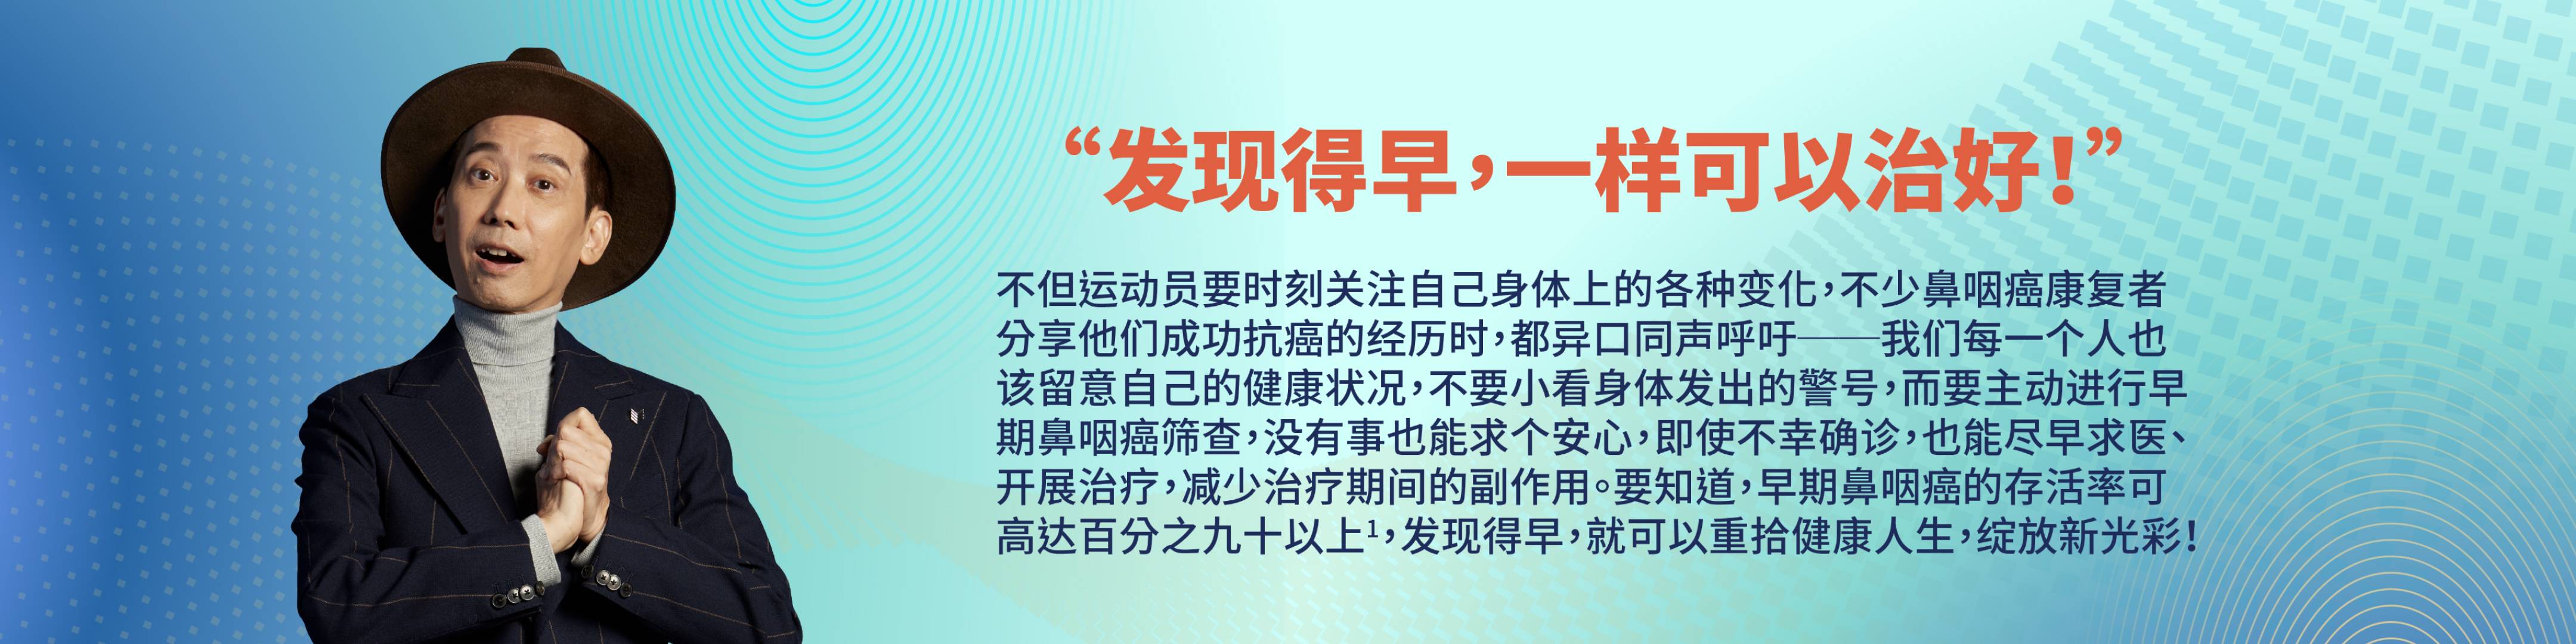 “发现得早，一样可以治好！”
不但运动员要时刻关注自己身体上的各种变化，不少鼻咽癌康复者
分享他们成功抗癌的经历时，都异口同声呼吁——我们每一个人也
该留意自己的健康状况，不要小看身体发出的警号，而要主动进行早
期鼻咽癌筛查，没有事也能求个安心，即使不幸确诊，也能尽早求医、
开展治疗，减少治疗期间的副作用。要知道，早期鼻咽癌的存活率可
高达百分之九十以上¹，发现得早，就可以重拾健康人生，绽放新光彩！